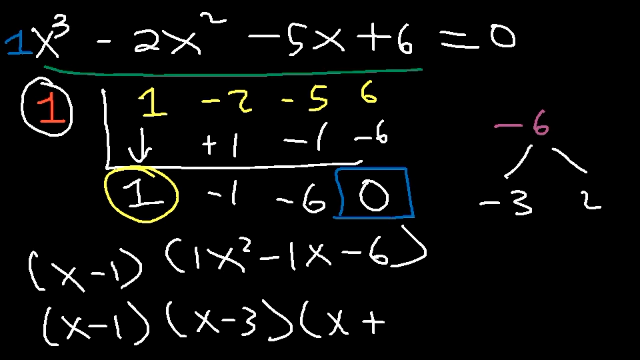 1x³ - 2x² - 5x + 6 = 0
1 1 -2 -5 6
+1 -1 -6
1 -1 -6 0
-6
-3 2
(x-1) (1x² - 1x - 6)
(x-1) (x-3) (x +